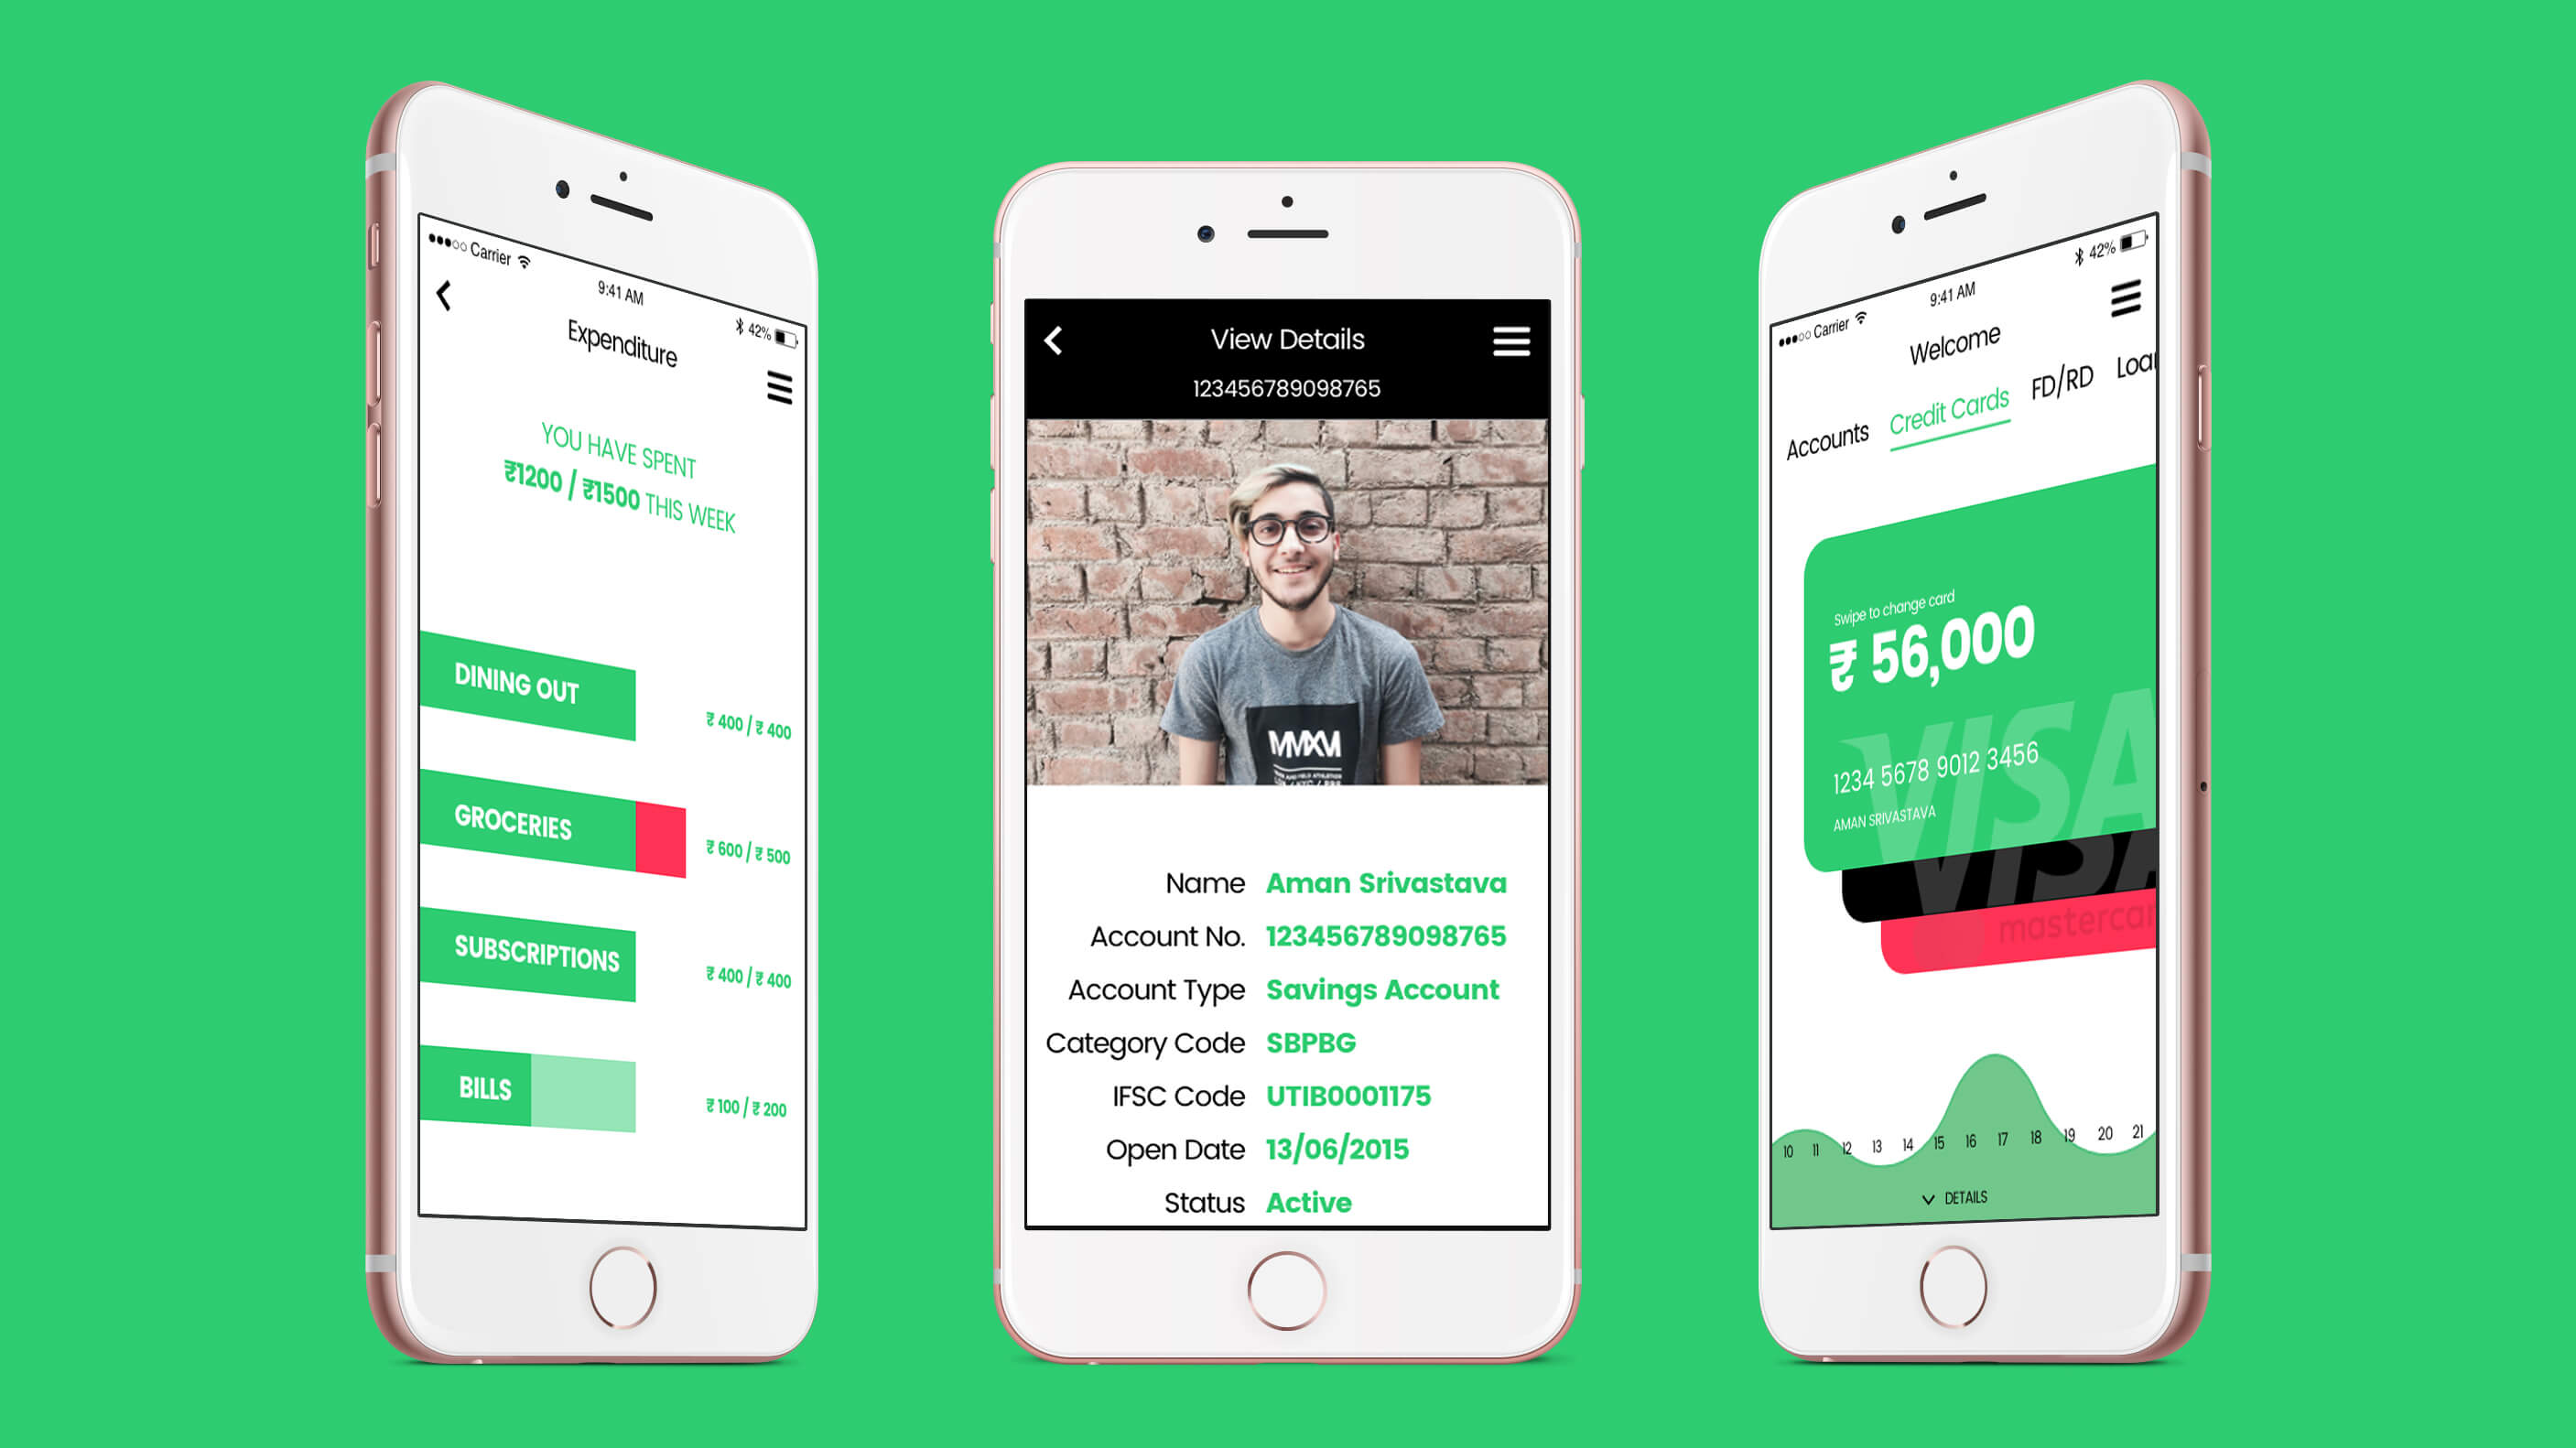 Carrier
9:41 AM
42%
Expenditure
YOU HAVE SPENT
₹1200 / ₹1500 THIS WEEK
DINING OUT
₹ 400 / ₹ 400
GROCERIES
₹ 600 / ₹ 500
SUBSCRIPTIONS
₹ 400 / ₹ 400
BILLS
₹ 100 / ₹ 200
View Details
123456789098765
MMXVI
Name Aman Srivastava
Account No. 123456789098765
Account Type Savings Account
Category Code SBPBG
IFSC Code UTIB0001175
Open Date 13/06/2015
Status Active
Carrier
9:41 AM
42%
Welcome
Accounts Credit Cards FD/RD Loa
Swipe to change card
₹ 56,000
VISA
1234 5678 9012 3456
AMAN SRIVASTAVA
VISA
mastercar
10 11 12 13 14 15 16 17 18 19 20 21
DETAILS